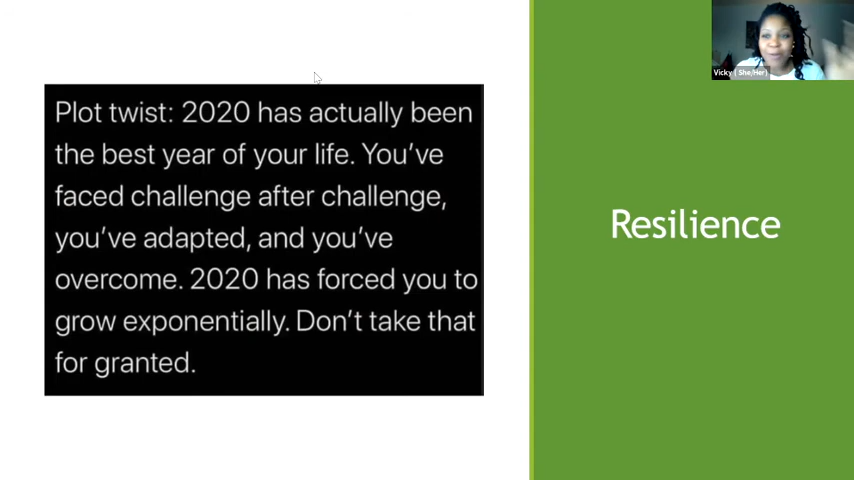 Plot twist: 2020 has actually been
the best year of your life. You’ve
faced challenge after challenge,
you’ve adapted, and you’ve
overcome. 2020 has forced you to
grow exponentially. Don’t take that
for granted.
Resilience
Vicky ( She/Her)